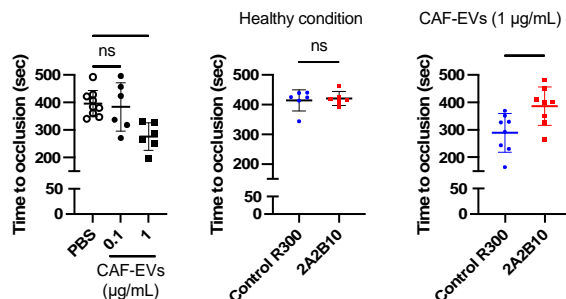 ns
Time to occlusion (sec)
500
400
300
200
50
0
PBS
0.1
1
CAF-EVs
(µg/mL)
Healthy condition
ns
Time to occlusion (sec)
500
400
300
200
50
0
Control R300
2A2B10
CAF-EVs (1 µg/mL)
Time to occlusion (sec)
500
400
300
200
50
0
Control R300
2A2B10